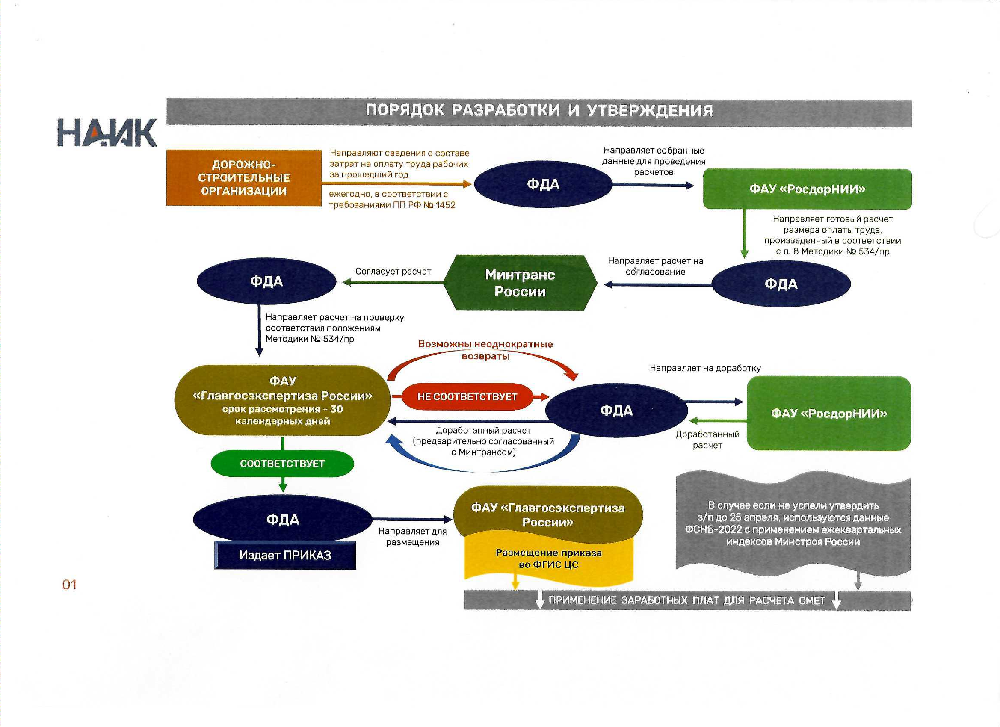 ПОРЯДОК РАЗРАБОТКИ И УТВЕРЖДЕНИЯ
НАИК
ДОРОЖНО-
СТРОИТЕЛЬНЫЕ
ОРГАНИЗАЦИИ
Направляют сведения о составе
затрат на оплату труда рабочих
за прошедший год
ежегодно, в соответствии с
требованиями ПП РФ № 1452
ФДА
Направляет собранные
данные для проведения
расчетов
ФАУ «РосдорНИИ»
Направляет готовый расчет
размера оплаты труда,
произведенный в соответствии
с п. 8 Методики № 534/пр
ФДА
Направляет расчет на
согласование
Минтранс
России
Согласует расчет
ФДА
Направляет расчет на проверку
соответствия положениям
Методики № 534/пр
Возможны неоднократные
возвраты
ФАУ
«Главгосэкспертиза России»
срок рассмотрения - 30
календарных дней
НЕ СООТВЕТСТВУЕТ
ФДА
Направляет на доработку
ФАУ «РосдорНИИ»
Доработанный
расчет
Доработанный расчет
(предварительно согласованный
с Минтрансом)
СООТВЕТСТВУЕТ
ФДА
Издает ПРИКАЗ
Направляет для
размещения
ФАУ «Главгосэкспертиза
России»
Размещение приказа
во ФГИС ЦС
В случае если не успели утвердить
з/п до 25 апреля, используются данные
ФСНБ-2022 с применением ежеквартальных
индексов Минстроя России
01
ПРИМЕНЕНИЕ ЗАРАБОТНЫХ ПЛАТ ДЛЯ РАСЧЕТА СМЕТ